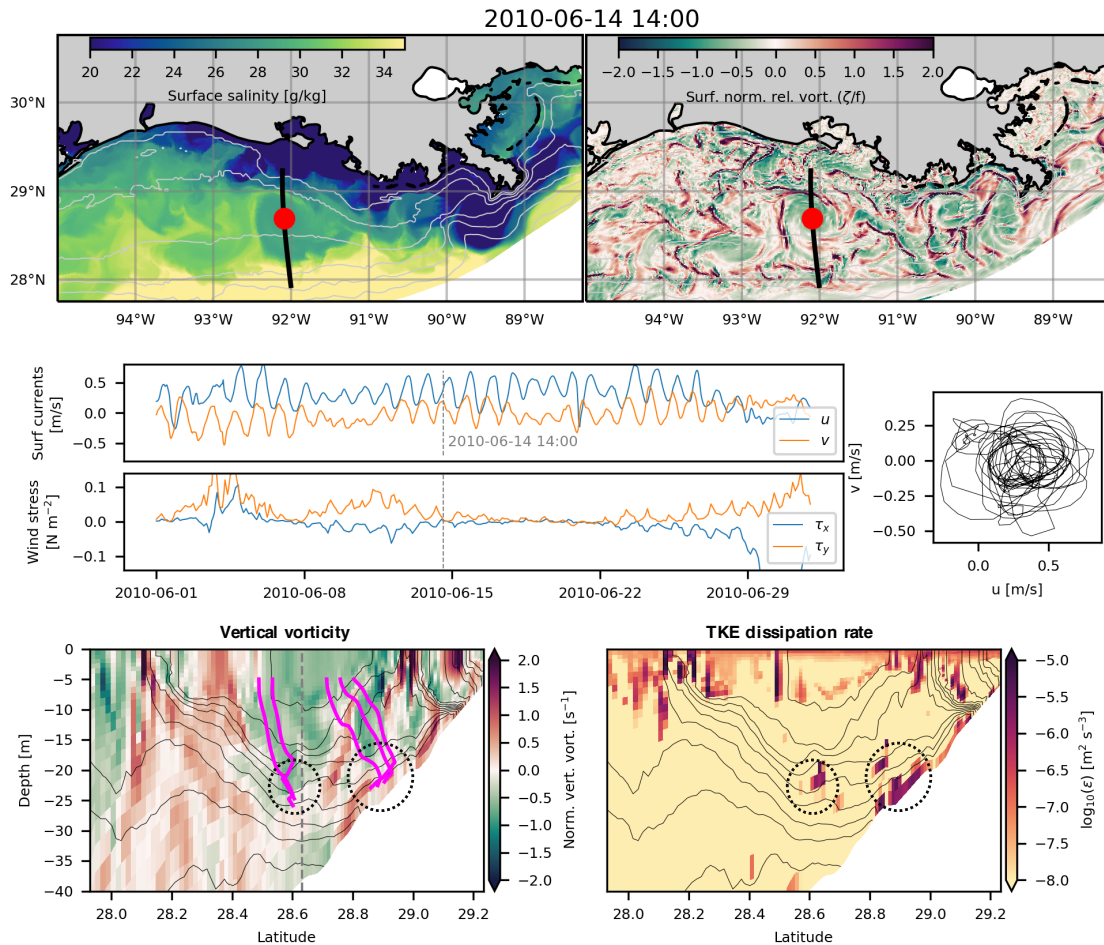 2010-06-14 14:00
20 22 24 26 28 30 32 34
Surface salinity [g/kg]
−2.0 −1.5 −1.0 −0.5 0.0 0.5 1.0 2.0
Surf. norm. rel. vort. (ζ/f)
30°N
29°N
28°N
94°W 93°W 92°W 91°W 90°W 89°W
94°W 93°W 92°W 91°W 90°W 89°W
Surf currents
[m/s]
0.5
0.0
−0.5
u
v
2010-06-14 14:00
Wind stress
[N m⁻²]
0.1
0.0
−0.1
τₓ
τᵧ
2010-06-01 2010-06-08 2010-06-15 2010-06-22 2010-06-29
v [m/s]
0.25
0.00
−0.25
−0.50
0.0 0.5
u [m/s]
Vertical vorticity
Depth [m]
0
−5
−10
−15
−20
−25
−30
−35
−40
28.0 28.2 28.4 28.6 28.8 29.0 29.2
Latitude
2.0
1.5
1.0
0.5
0.0
−0.5
−1.0
−1.5
−2.0
Norm. vert. vort. [s⁻¹]
TKE dissipation rate
28.0 28.2 28.4 28.6 28.8 29.0 29.2
Latitude
−5.0
−5.5
−6.0
−6.5
−7.0
−7.5
−8.0
log₁₀(ε) [m² s⁻³]